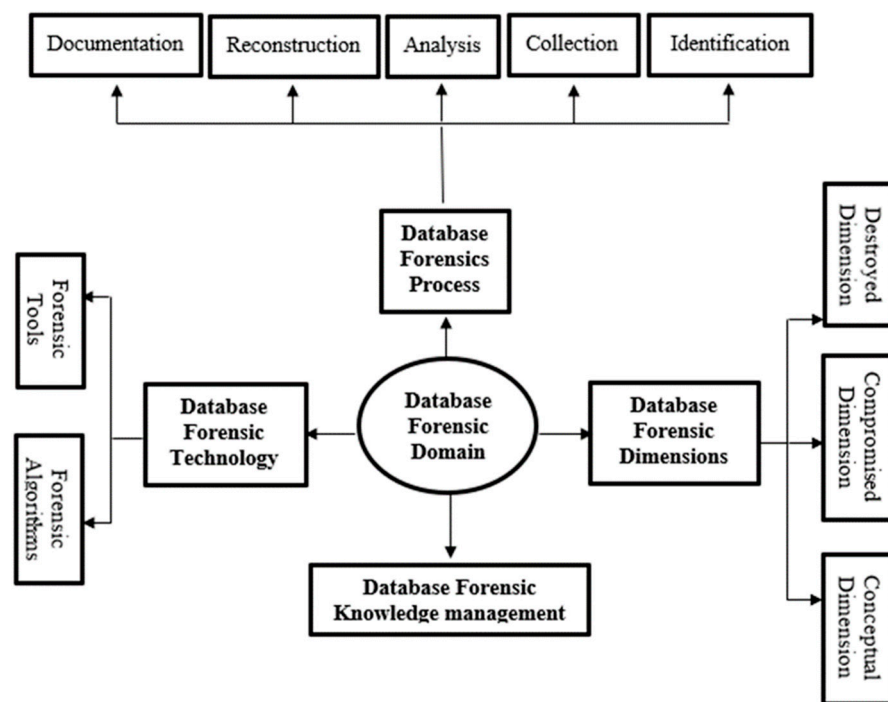 Documentation
Reconstruction
Analysis
Collection
Identification
Database
Forensics
Process
Destroyed
Dimension
Forensic
Tools
Database
Forensic
Technology
Database
Forensic
Domain
Database
Forensic
Dimensions
Compromised
Dimension
Forensic
Algorithms
Database Forensic
Knowledge management
Conceptual
Dimension